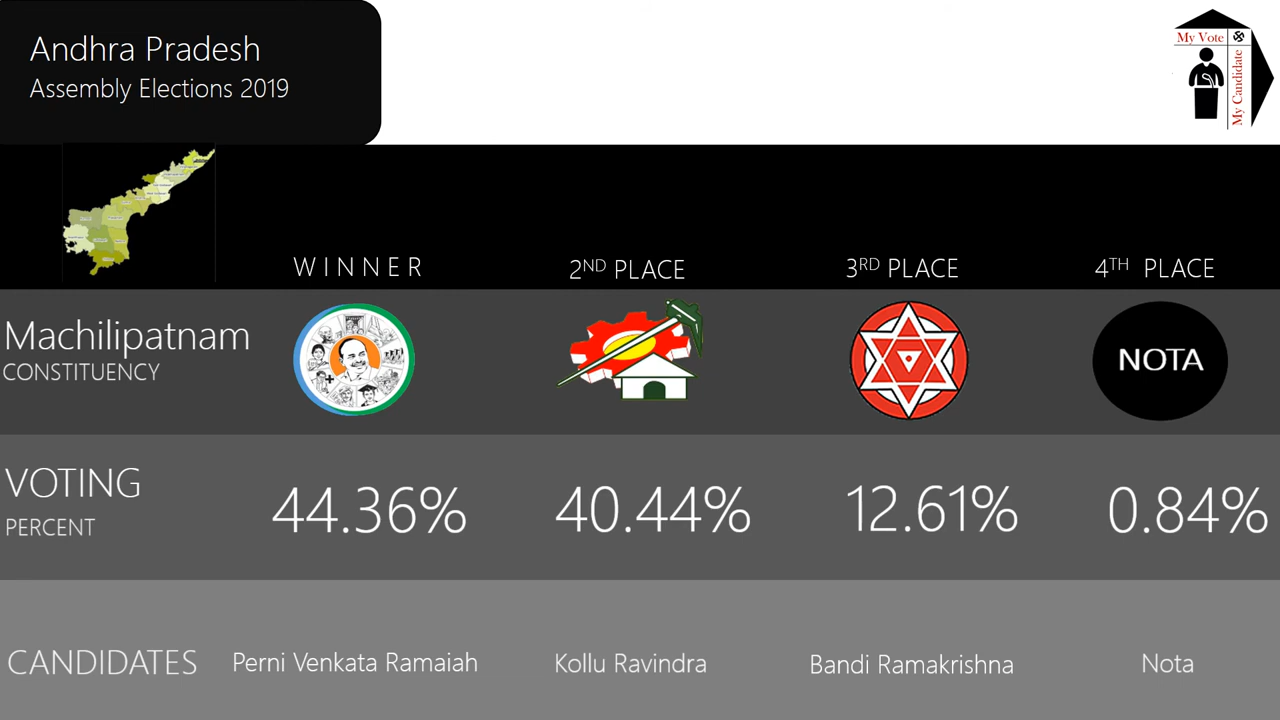 Andhra Pradesh
Assembly Elections 2019
My Vote
My Candidate
WINNER
2ND PLACE
3RD PLACE
4TH PLACE
Machilipatnam
CONSTITUENCY
NOTA
VOTING
PERCENT
44.36%
40.44%
12.61%
0.84%
CANDIDATES
Perni Venkata Ramaiah
Kollu Ravindra
Bandi Ramakrishna
Nota